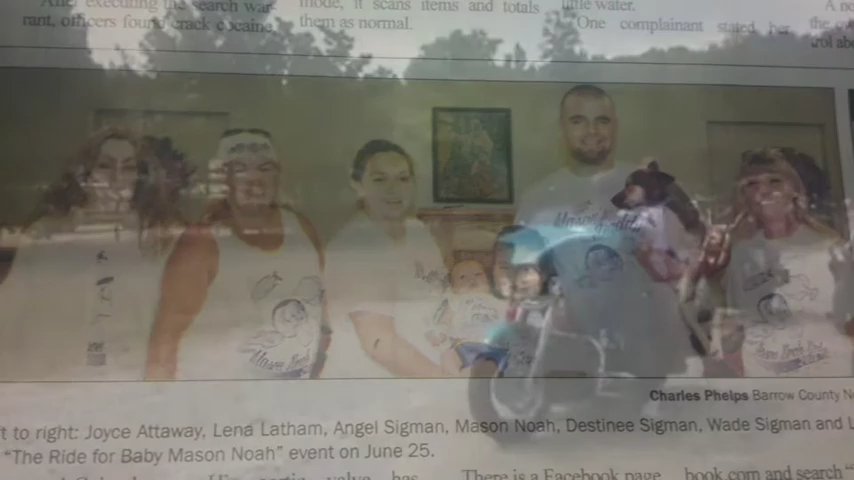 After executing the search war-
rant, officers found crack cocaine,
mode, it scans items and totals
them as normal.
little water.
"One complainant stated her
the
Charles Phelps Barrow County N
t to right: Joyce Attaway, Lena Latham, Angel Sigman, Mason Noah, Destinee Sigman, Wade Sigman and L
"The Ride for Baby Mason Noah" event on June 25.
valve has
There is a Facebook page
book.com and search "